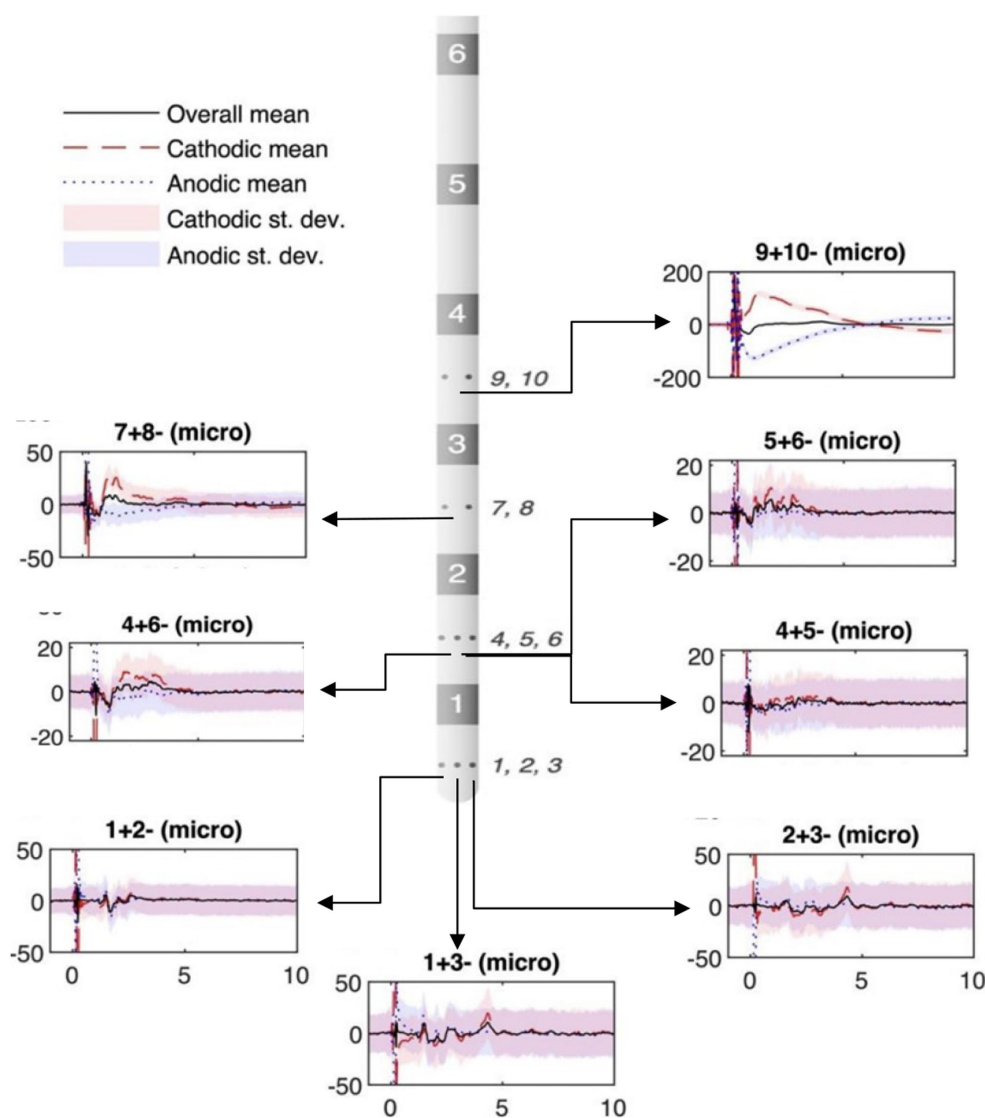 6
Overall mean
Cathodic mean
Anodic mean
Cathodic st. dev.
Anodic st. dev.
5
4
9, 10
9+10- (micro)
200
0
-200
5
3
7, 8
7+8- (micro)
50
0
-50
5+6- (micro)
20
0
-20
2
4, 5, 6
4+6- (micro)
20
0
-20
4+5- (micro)
20
0
-20
1
1, 2, 3
1+2- (micro)
50
0
-50
0
5
10
2+3- (micro)
50
0
-50
0
5
10
1+3- (micro)
50
0
-50
0
5
10